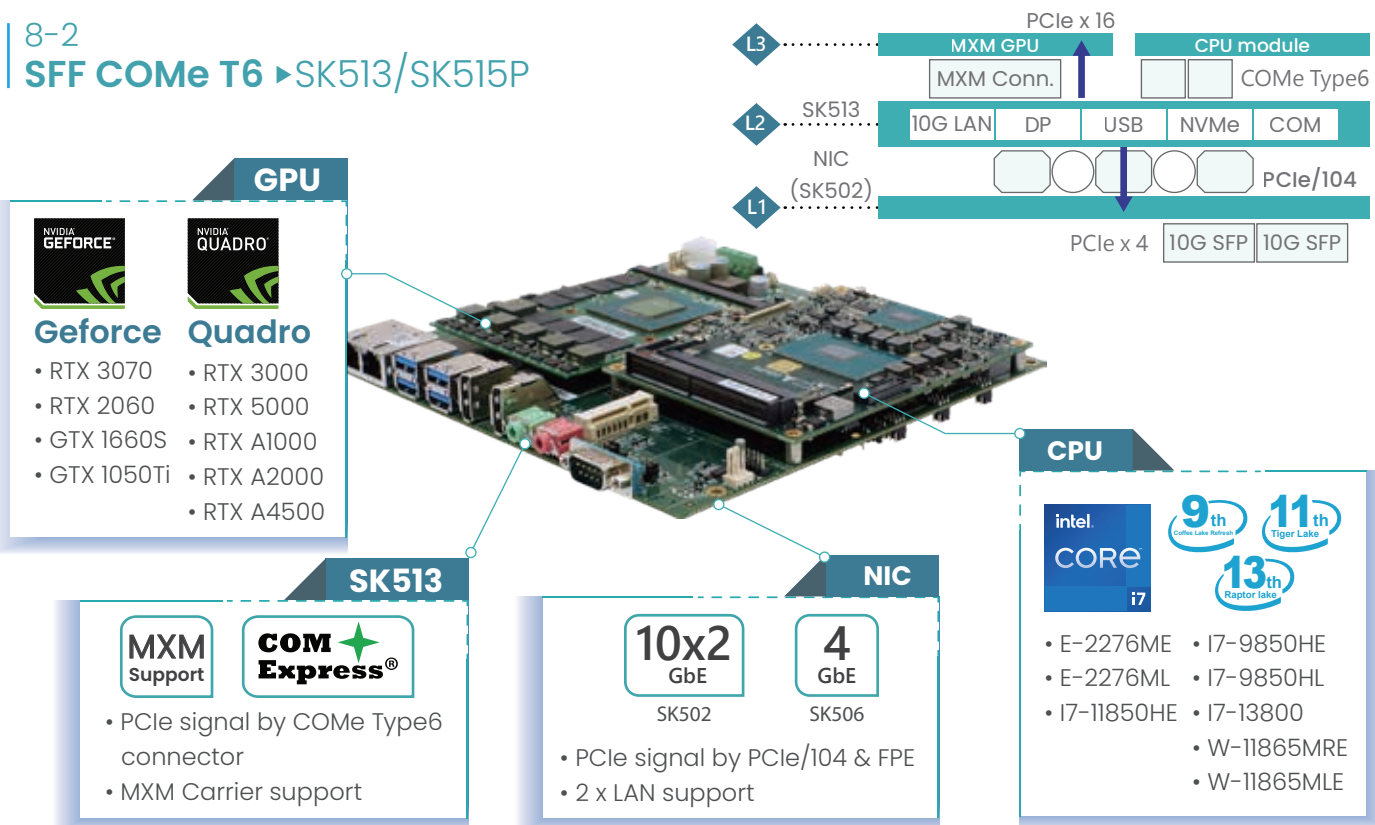 8-2
SFF COMe T6 ▸SK513/SK515P
PCIe x 16
L3
MXM GPU
CPU module
MXM Conn.
COMe Type6
L2
SK513
10G LAN
DP
USB
NVMe
COM
NIC
(SK502)
PCIe/104
L1
PCIe x 4
10G SFP
10G SFP
GPU
NVIDIA
GEFORCE
NVIDIA
QUADRO
Geforce
• RTX 3070
• RTX 2060
• GTX 1660S
• GTX 1050Ti
Quadro
• RTX 3000
• RTX 5000
• RTX A1000
• RTX A2000
• RTX A4500
SK513
MXM
Support
COM
Express®
• PCIe signal by COMe Type6
connector
• MXM Carrier support
NIC
10x2
GbE
SK502
4
GbE
SK506
• PCIe signal by PCIe/104 & FPE
• 2 x LAN support
CPU
intel.
CORE
i7
9th
Coffee Lake Refresh
11th
Tiger Lake
13th
Raptor lake
• E-2276ME
• E-2276ML
• I7-11850HE
• I7-9850HE
• I7-9850HL
• I7-13800
• W-11865MRE
• W-11865MLE